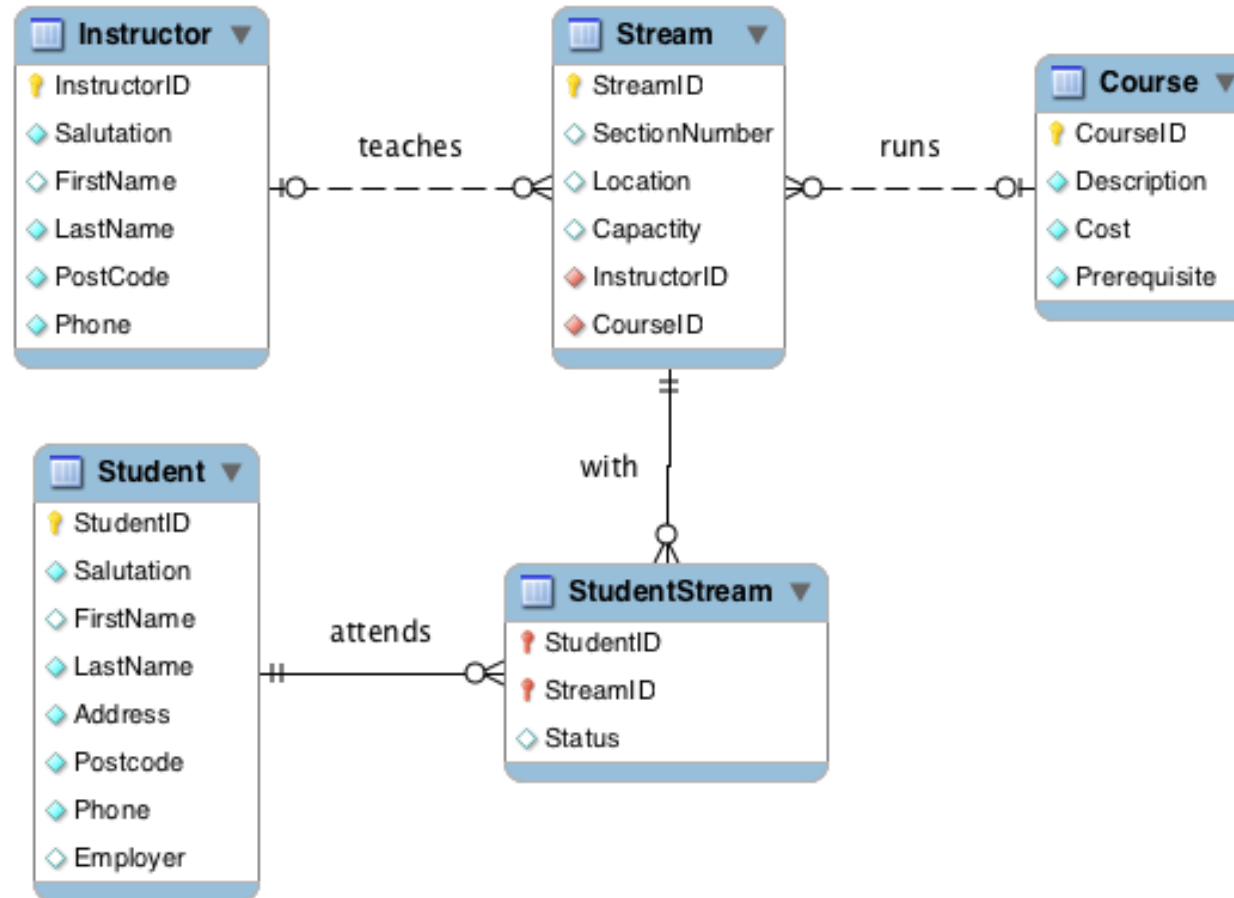 Instructor
InstructorID
Salutation
FirstName
LastName
PostCode
Phone
teaches
Stream
StreamID
SectionNumber
Location
Capactity
InstructorID
CourseID
runs
Course
CourseID
Description
Cost
Prerequisite
with
Student
StudentID
Salutation
FirstName
LastName
Address
Postcode
Phone
Employer
attends
StudentStream
StudentID
StreamID
Status